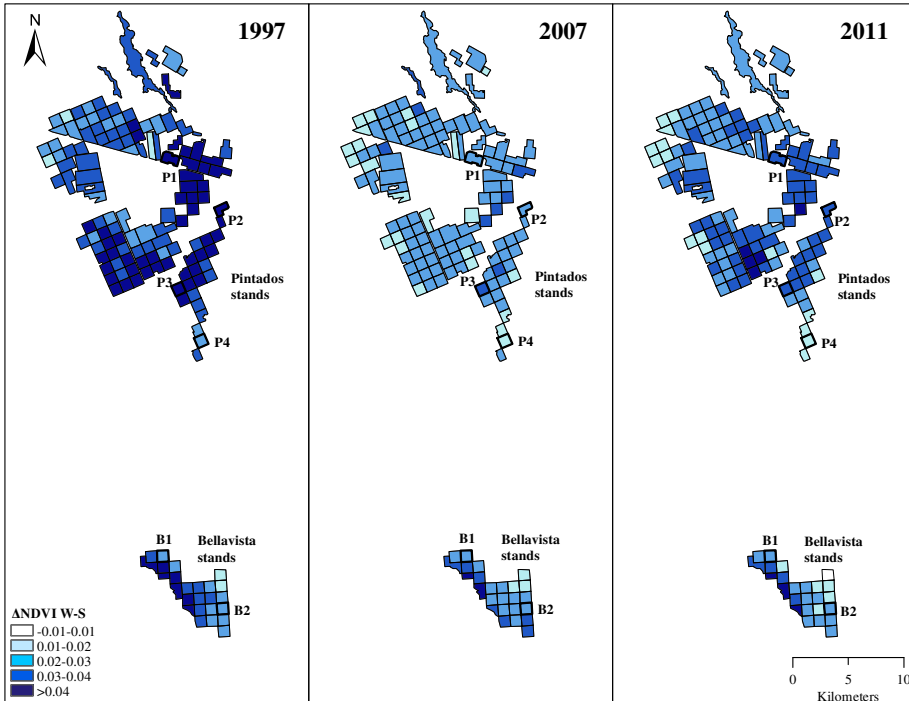 N
1997
P1
P2
P3
Pintados
stands
P4
B1
Bellavista
stands
B2
ΔNDVI W-S
-0.01-0.01
0.01-0.02
0.02-0.03
0.03-0.04
>0.04
2007
P1
P2
P3
Pintados
stands
P4
B1
Bellavista
stands
B2
2011
P1
P2
P3
Pintados
stands
P4
B1
Bellavista
stands
B2
0 5 10
Kilometers